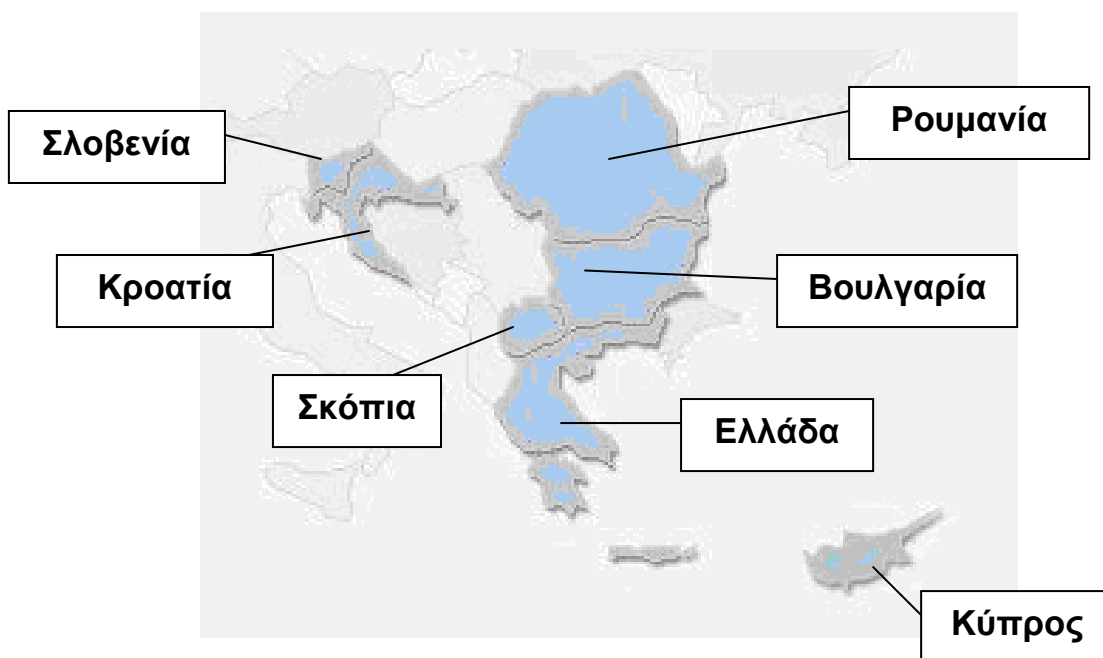 Ρουμανία
Σλοβενία
Κροατία
Βουλγαρία
Σκόπια
Ελλάδα
Κύπρος